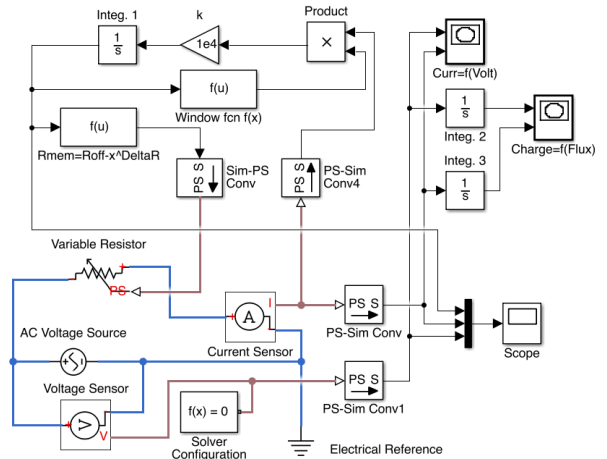 Integ. 1
k
Product
1
s
1e4
×
Curr=f(Volt)
f(u)
Window fcn f(x)
1
s
Integ. 2
Charge=f(Flux)
f(u)
Rmem=Roff-x^DeltaR
PS S
Sim-PS
Conv
PS S
PS-Sim
Conv4
Integ. 3
1
s
Variable Resistor
+
PS
A
+
I
Current Sensor
PS S
PS-Sim Conv
Scope
AC Voltage Source
Voltage Sensor
V
+
V
f(x) = 0
Solver
Configuration
PS S
PS-Sim Conv1
Electrical Reference